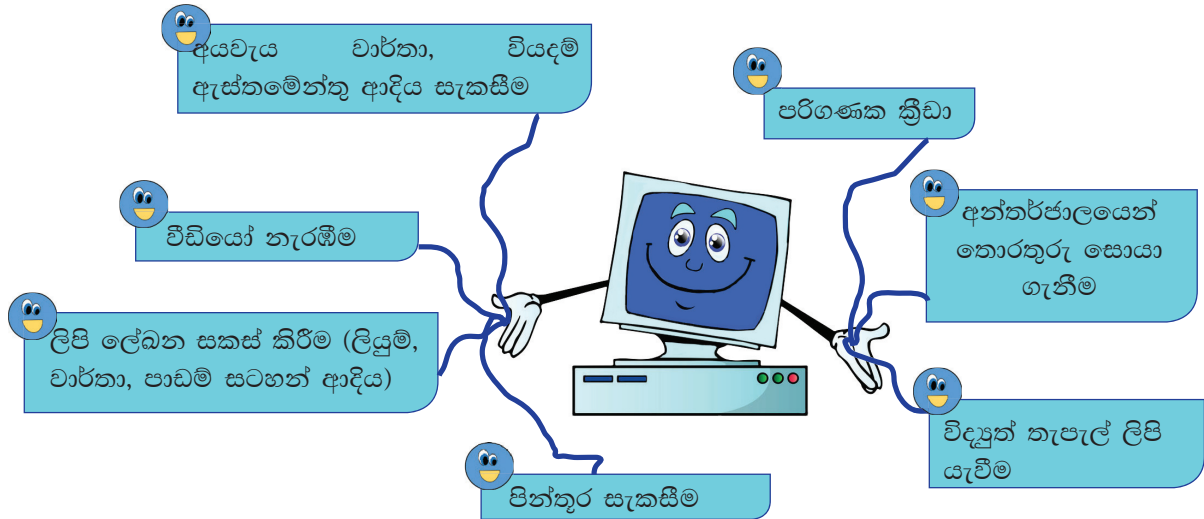 අයවැය වාර්තා, වියදම්
ඇස්තමේන්තු ආදිය සැකසීම
පරිගණක ක්‍රීඩා
වීඩියෝ නැරඹීම
අන්තර්ජාලයෙන්
තොරතුරු සොයා
ගැනීම
ලිපි ලේඛන සකස් කිරීම (ලියුම්,
වාර්තා, පාඩම් සටහන් ආදිය)
විද්‍යුත් තැපැල් ලිපි
යැවීම
පින්තූර සැකසීම